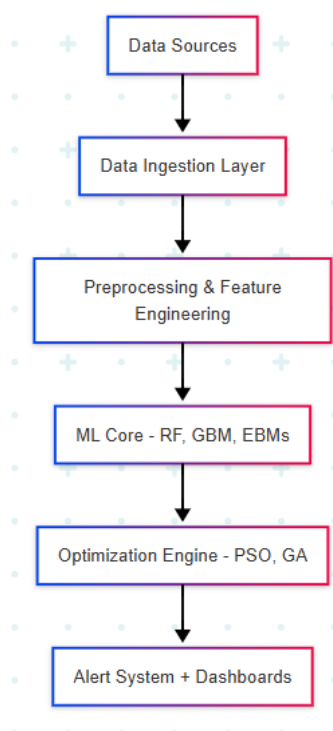 Data Sources
Data Ingestion Layer
Preprocessing & Feature
Engineering
ML Core - RF, GBM, EBMs
Optimization Engine - PSO, GA
Alert System + Dashboards